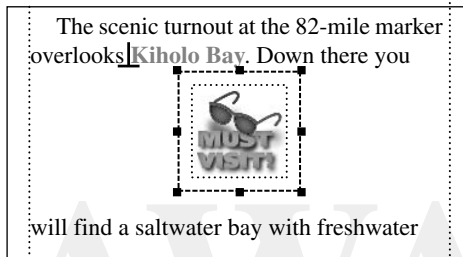 The scenic turnout at the 82-mile marker
overlooks Kiholo Bay. Down there you
MUST
VISIT!
will find a saltwater bay with freshwater